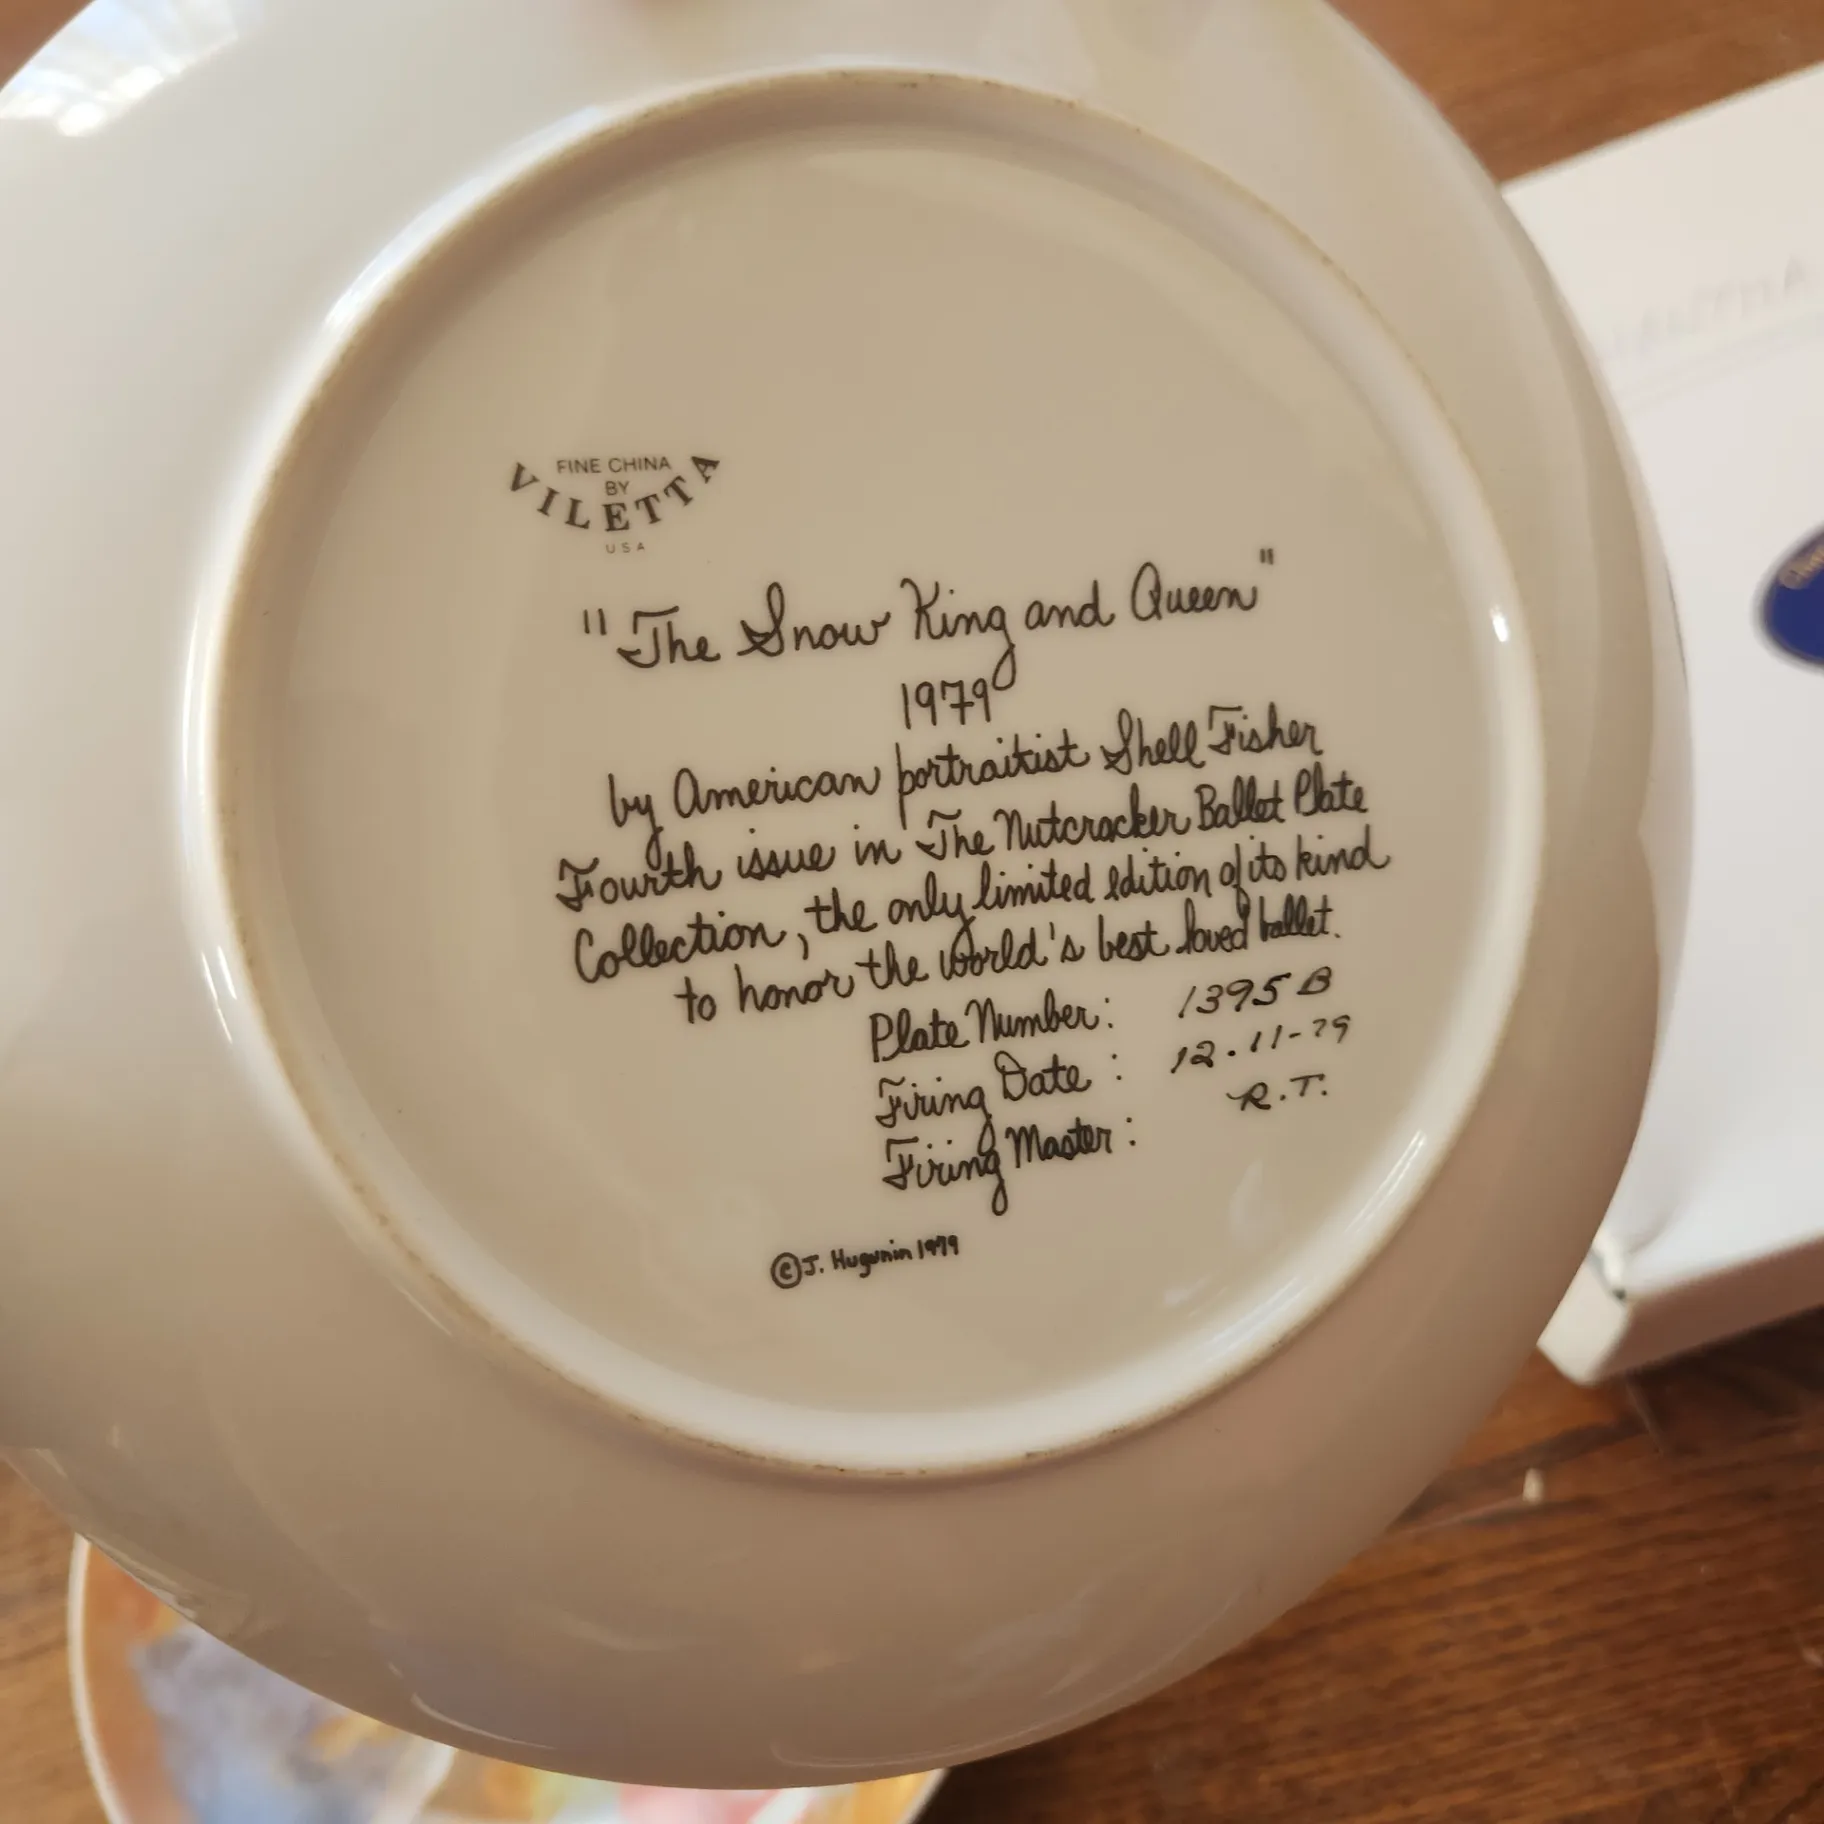 FINE CHINA
BY
VILETTA
USA
"The Snow King and Queen"
1979
by American portraitist Shell Fisher
Fourth issue in The Nutcracker Ballet Plate
Collection, the only limited edition of its kind
to honor the world's best loved ballet.
Plate Number: 1395 B
Firing Date : 12-11-79
Firing Master : R.T.
©J. Hugunin 1979